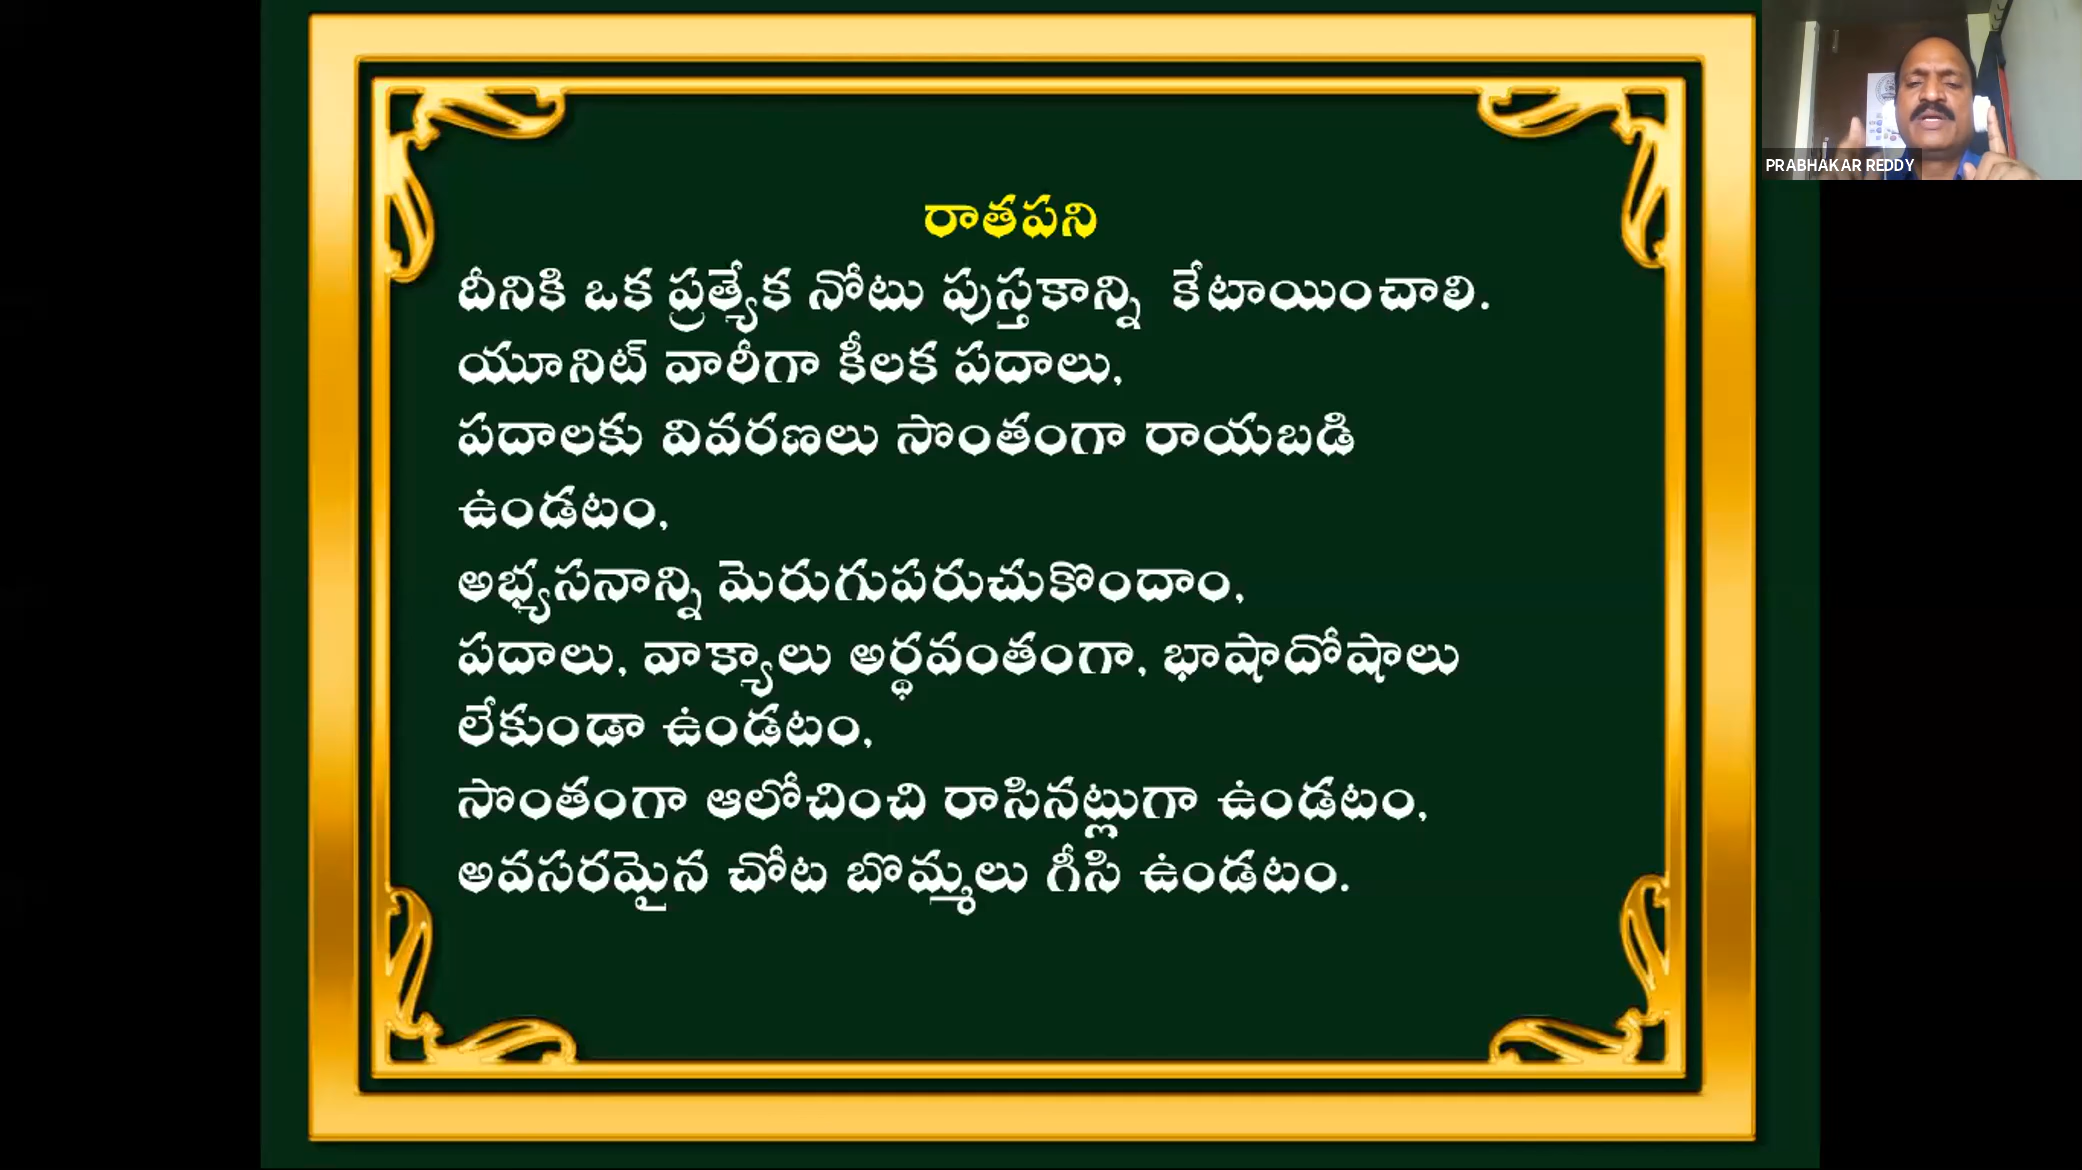 రాతపని
దీనికి ఒక ప్రత్యేక నోటు పుస్తకాన్ని కేటాయించాలి.
యూనిట్ వారీగా కీలక పదాలు,
పదాలకు వివరణలు సొంతంగా రాయబడి
ఉండటం,
అభ్యసనాన్ని మెరుగుపరుచుకొందాం,
పదాలు, వాక్యాలు అర్థవంతంగా, భాషాదోషాలు
లేకుండా ఉండటం,
సొంతంగా ఆలోచించి రాసినట్లుగా ఉండటం,
అవసరమైన చోట బొమ్మలు గీసి ఉండటం.
PRABHAKAR REDDY